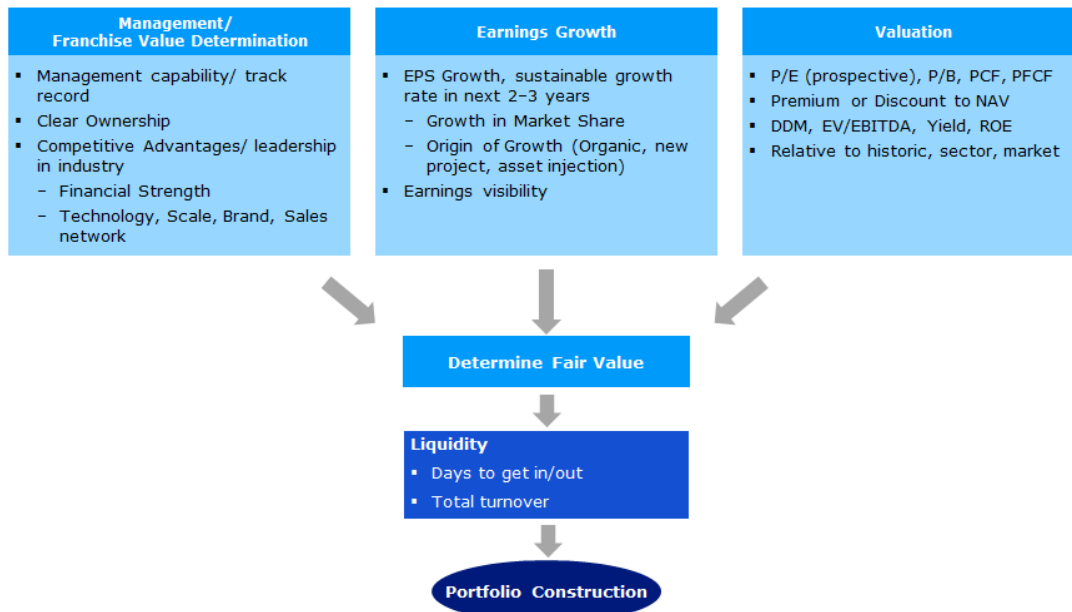 Management/
Franchise Value Determination
▪ Management capability/ track
record
▪ Clear Ownership
▪ Competitive Advantages/ leadership
in industry
– Financial Strength
– Technology, Scale, Brand, Sales
network
Earnings Growth
▪ EPS Growth, sustainable growth
rate in next 2–3 years
– Growth in Market Share
– Origin of Growth (Organic, new
project, asset injection)
▪ Earnings visibility
Valuation
▪ P/E (prospective), P/B, PCF, PFCF
▪ Premium or Discount to NAV
▪ DDM, EV/EBITDA, Yield, ROE
▪ Relative to historic, sector, market
Determine Fair Value
Liquidity
▪ Days to get in/out
▪ Total turnover
Portfolio Construction